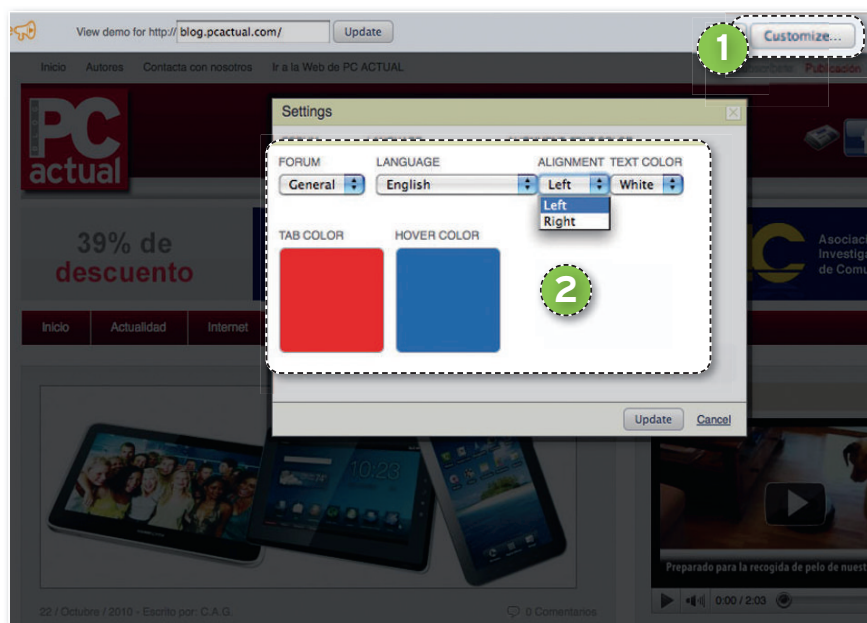 View demo for http:// blog.pcactual.com/ Update
1
Customize...
Inicio Autores Contacta con nosotros Ir a la Web de PC ACTUAL
Publicación
PC
actual
Settings
FORUM LANGUAGE ALIGNMENT TEXT COLOR
General English Left White
Left
Right
TAB COLOR HOVER COLOR
2
39% de
descuento
Asociaci
Investig
de Comu
Inicio Actualidad Internet
Update Cancel
10:23
Preparado para la recogida de pelo de nuest
0:00 / 2:03
22 / Octubre / 2010 - Escrito por: C.A.G.
0 Comentarios